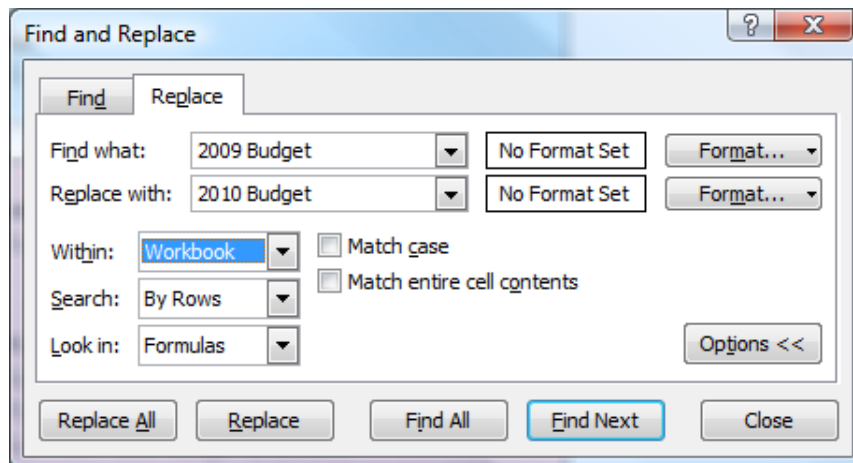 Find and Replace ? X
Find Replace
Find what: 2009 Budget No Format Set Format...
Replace with: 2010 Budget No Format Set Format...
Within: Workbook Match case
Match entire cell contents
Search: By Rows
Look in: Formulas Options <<
Replace All Replace Find All Find Next Close